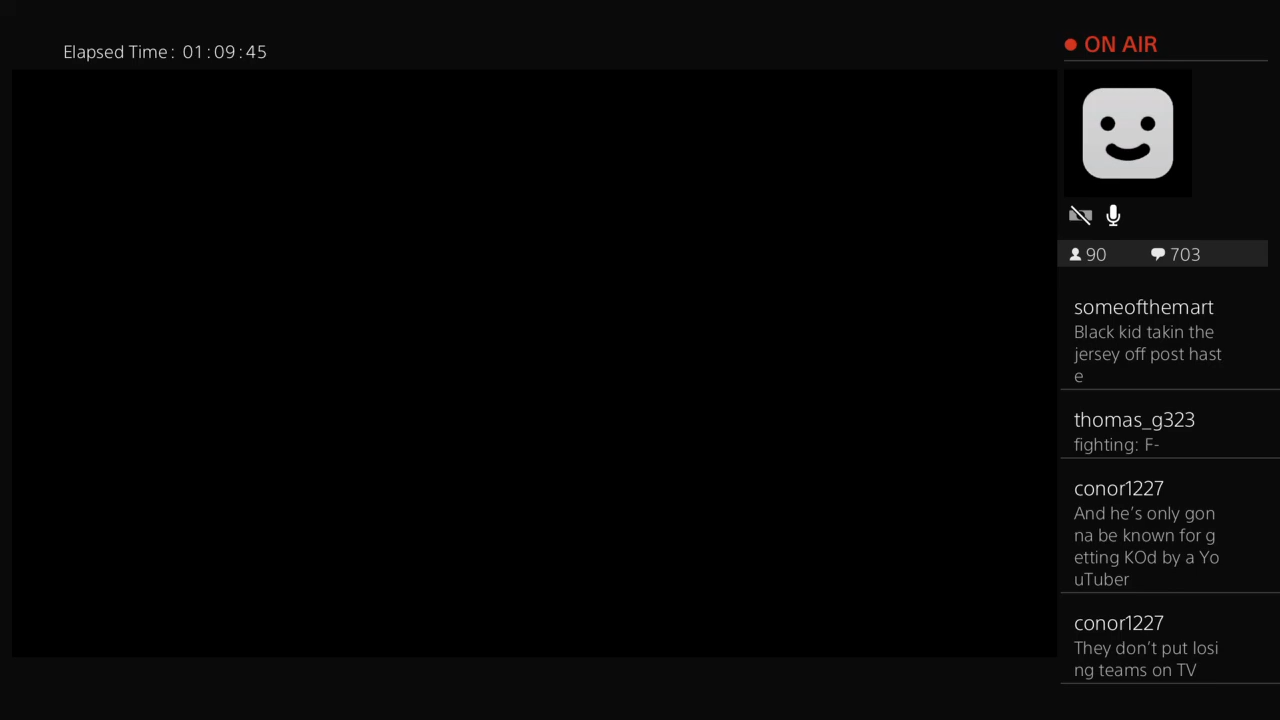 Elapsed Time: 01:09:45
ON AIR
90 703
someofthemart
Black kid takin the
jersey off post hast
e
thomas_g323
fighting: F-
conor1227
And he's only gon
na be known for g
etting KOd by a Yo
uTuber
conor1227
They don't put losi
ng teams on TV